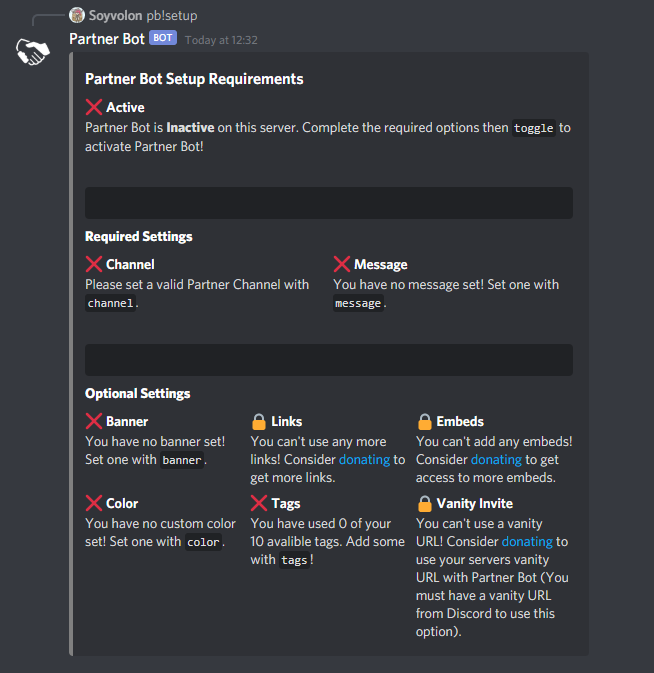 Soyvolon pb!setup
Partner Bot BOT Today at 12:32
Partner Bot Setup Requirements
Active
Partner Bot is Inactive on this server. Complete the required options then toggle to
activate Partner Bot!
Required Settings
Channel
Please set a valid Partner Channel with
channel.
Message
You have no message set! Set one with
message.
Optional Settings
Banner
You have no banner set!
Set one with banner.
Links
You can't use any more
links! Consider donating to
get more links.
Embeds
You can't add any embeds!
Consider donating to get
access to more embeds.
Color
You have no custom color
set! Set one with color.
Tags
You have used 0 of your
10 avalible tags. Add some
with tags!
Vanity Invite
You can't use a vanity
URL! Consider donating to
use your servers vanity
URL with Partner Bot (You
must have a vanity URL
from Discord to use this
option).